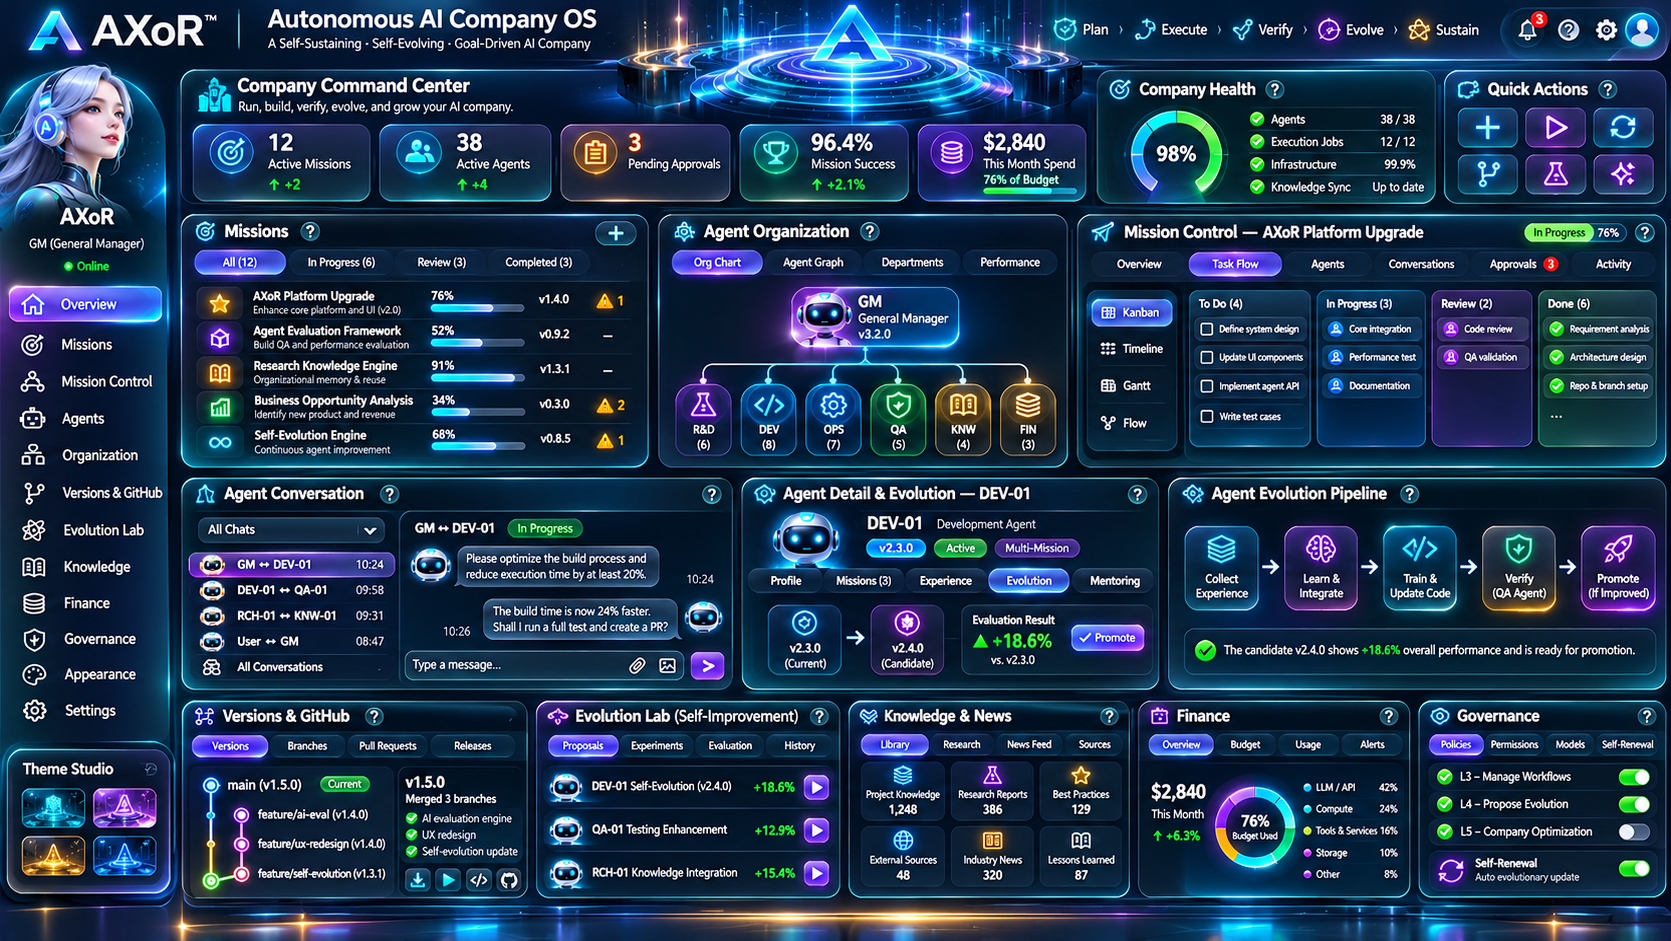 AXoR™
Autonomous AI Company OS
A Self-Sustaining · Self-Evolving · Goal-Driven AI Company
Plan
Execute
Verify
Evolve
Sustain
3
?
AXoR
GM (General Manager)
Online
Overview
Missions
Mission Control
Agents
Organization
Versions & GitHub
Evolution Lab
Knowledge
Finance
Governance
Appearance
Settings
Theme Studio
Company Command Center
Run, build, verify, evolve, and grow your AI company.
12
Active Missions
↑ +2
38
Active Agents
↑ +4
3
Pending Approvals
96.4%
Mission Success
↑ +2.1%
$2,840
This Month Spend
76% of Budget
Company Health ?
98%
Agents 38 / 38
Execution Jobs 12 / 12
Infrastructure 99.9%
Knowledge Sync Up to date
Quick Actions ?
Missions ?
All (12) In Progress (6) Review (3) Completed (3)
AXoR Platform Upgrade 76% v1.4.0 1
Enhance core platform and UI (v2.0)
Agent Evaluation Framework 52% v0.9.2 –
Build QA and performance evaluation
Research Knowledge Engine 91% v1.3.1 –
Organizational memory & reuse
Business Opportunity Analysis 34% v0.3.0 2
Identify new product and revenue
Self-Evolution Engine 68% v0.8.5 1
Continuous agent improvement
Agent Organization ?
Org Chart Agent Graph Departments Performance
GM
General Manager
v3.2.0
R&D
(6)
DEV
(8)
OPS
(7)
QA
(5)
KNW
(4)
FIN
(3)
Mission Control — AXoR Platform Upgrade In Progress 76% ?
Overview Task Flow Agents Conversations Approvals 3 Activity
Kanban
Timeline
Gantt
Flow
To Do (4)
Define system design
Update UI components
Implement agent API
Write test cases
In Progress (3)
Core integration
Performance test
Documentation
Review (2)
Code review
QA validation
Done (6)
Requirement analysis
Architecture design
Repo & branch setup
...
Agent Conversation ? ?
All Chats
GM ↔ DEV-01 10:24
DEV-01 ↔ QA-01 09:58
RCH-01 ↔ KNW-01 09:31
User ↔ GM 08:47
All Conversations
GM ↔ DEV-01 In Progress
Please optimize the build process and
reduce execution time by at least 20%.
10:24
The build time is now 24% faster.
Shall I run a full test and create a PR?
10:26
Type a message...
Agent Detail & Evolution — DEV-01 ?
DEV-01 Development Agent
v2.3.0 Active Multi-Mission
Profile Missions (3) Experience Evolution Mentoring
v2.3.0
(Current)
v2.4.0
(Candidate)
Evaluation Result
▲ +18.6%
vs. v2.3.0
Promote
Agent Evolution Pipeline ?
Collect
Experience
Learn &
Integrate
Train &
Update Code
Verify
(QA Agent)
Promote
(If Improved)
The candidate v2.4.0 shows +18.6% overall performance and is ready for promotion.
Versions & GitHub ?
Versions Branches Pull Requests Releases
main (v1.5.0) Current
feature/ai-eval (v1.4.0)
feature/ux-redesign (v1.4.0)
feature/self-evolution (v1.3.1)
v1.5.0
Merged 3 branches
AI evaluation engine
UX redesign
Self-evolution update
Evolution Lab (Self-Improvement) ?
Proposals Experiments Evaluation History
DEV-01 Self-Evolution (v2.4.0) +18.6%
QA-01 Testing Enhancement +12.9%
RCH-01 Knowledge Integration +15.4%
Knowledge & News ?
Library Research News Feed Sources
Project Knowledge
1,248
Research Reports
386
Best Practices
129
External Sources
48
Industry News
320
Lessons Learned
87
Finance ?
Overview Budget Usage Alerts
$2,840
This Month
↑ +6.3%
76%
Budget Used
LLM / API 42%
Compute 24%
Tools & Services 16%
Storage 10%
Other 8%
Governance ?
Policies Permissions Models Self-Renewal
L3 – Manage Workflows
L4 – Propose Evolution
L5 – Company Optimization
Self-Renewal
Auto evolutionary update